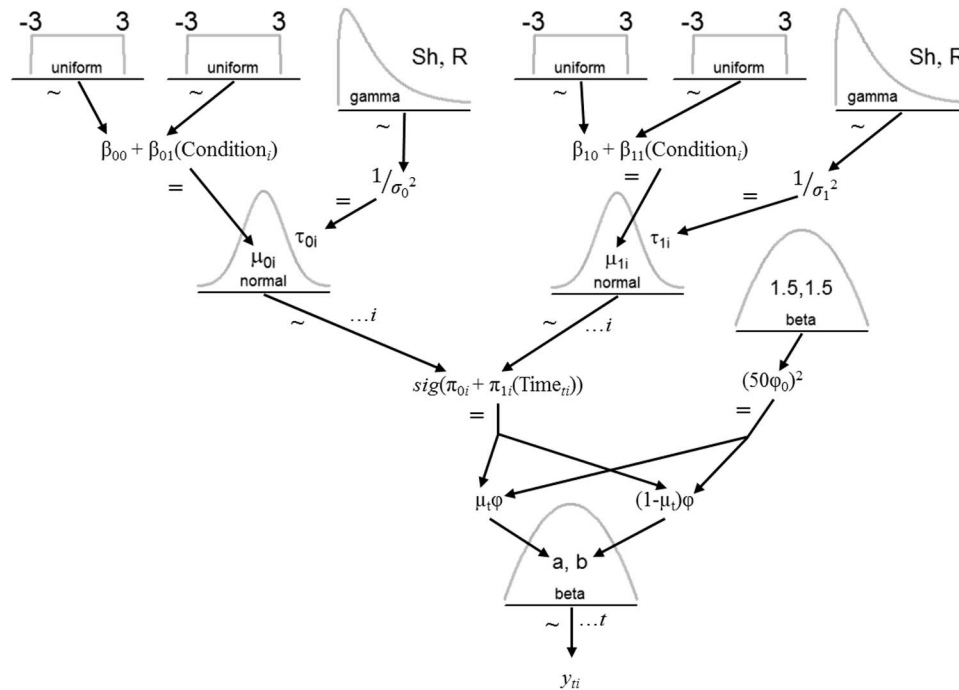 -3 3 -3 3 Sh, R -3 3 -3 3 Sh, R
uniform uniform gamma uniform uniform gamma
~ ~ ~ ~ ~ ~
β₀₀ + β₀₁(Conditionᵢ) β₁₀ + β₁₁(Conditionᵢ)
= = 1/σ₀² = = 1/σ₁²
μ₀ᵢ τ₀ᵢ μ₁ᵢ τ₁ᵢ
normal normal 1.5,1.5
~ …i ~ …i beta
sig(π₀ᵢ + π₁ᵢ(Timeₜᵢ)) (50φ₀)²
= =
μₜφ (1-μₜ)φ
a, b
beta
~ …t
yₜᵢ